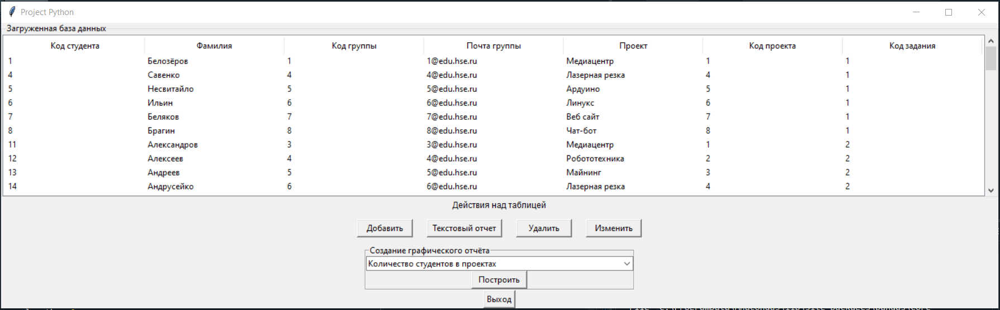 Project Python
Загруженная база данных
Код студента Фамилия Код группы Почта группы Проект Код проекта Код задания
1 Белозёров 1 1@edu.hse.ru Медиацентр 1 1
4 Савенко 4 4@edu.hse.ru Лазерная резка 4 1
5 Несвитайло 5 5@edu.hse.ru Ардуино 5 1
6 Ильин 6 6@edu.hse.ru Линукс 6 1
7 Беляков 7 7@edu.hse.ru Веб сайт 7 1
8 Брагин 8 8@edu.hse.ru Чат-бот 8 1
11 Александров 3 3@edu.hse.ru Медиацентр 1 2
12 Алексеев 4 4@edu.hse.ru Робототехника 2 2
13 Андреев 5 5@edu.hse.ru Майнинг 3 2
14 Андрусейко 6 6@edu.hse.ru Лазерная резка 4 2
Действия над таблицей
Добавить Текстовый отчет Удалить Изменить
Создание графического отчёта
Количество студентов в проектах
Построить
Выход